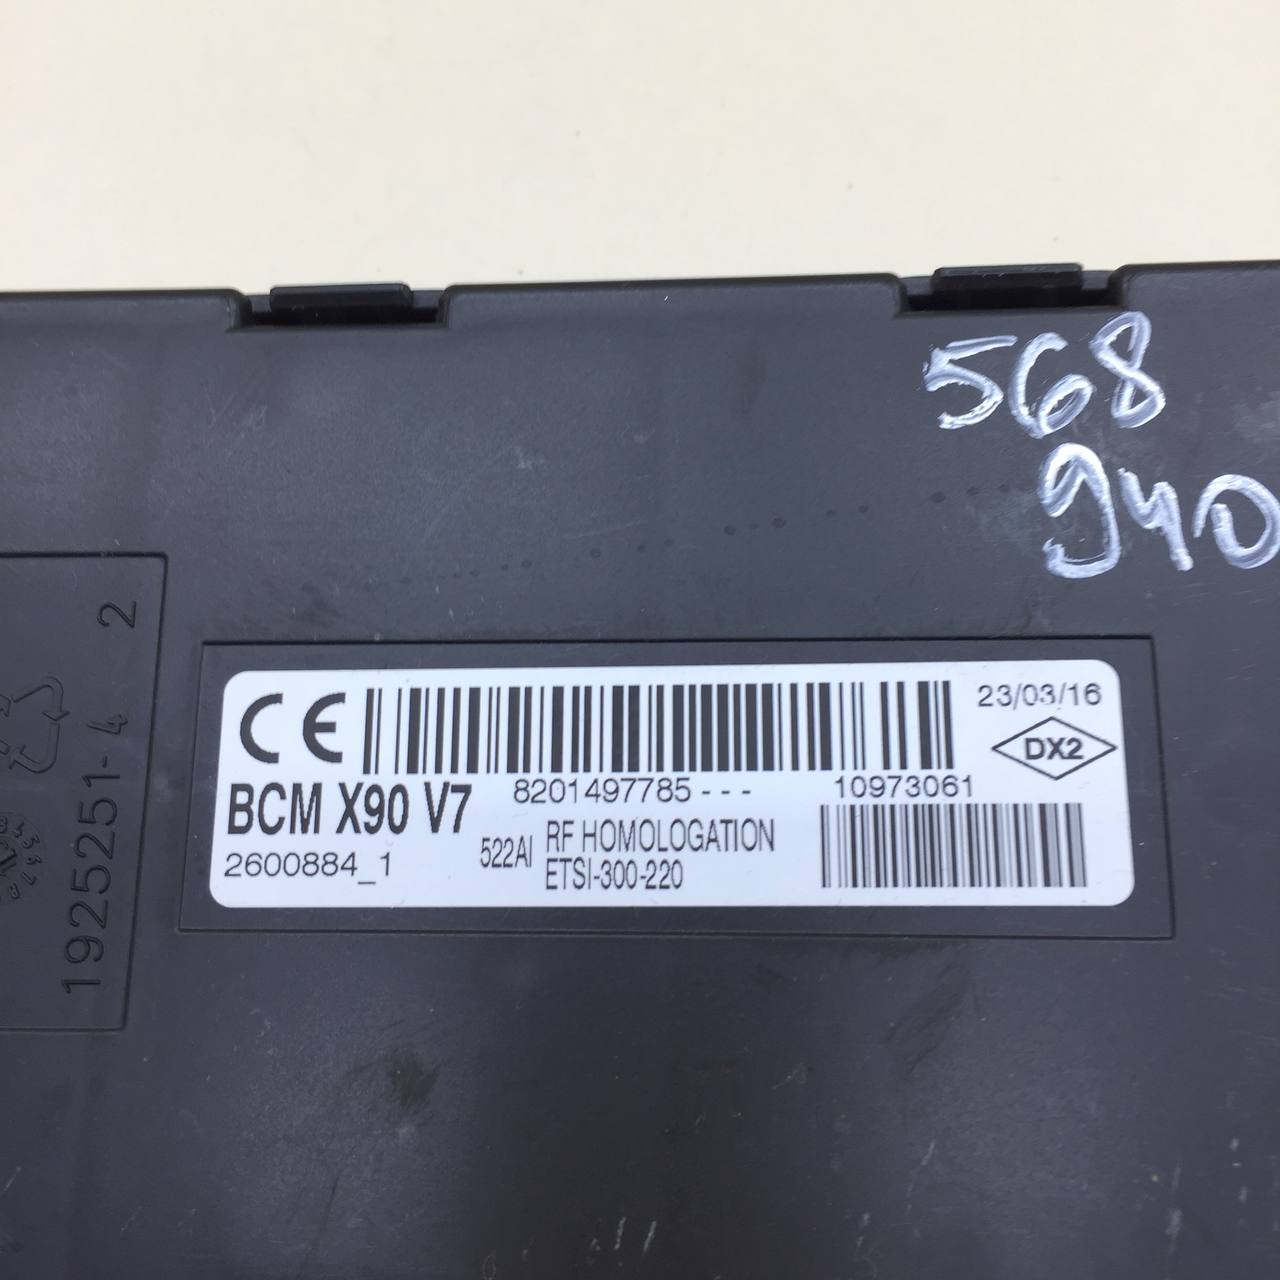 568
940
CE
23/03/16
DX2
BCM X90 V7
8201497785---
10973061
2600884_1
522AI
RF HOMOLOGATION
ETSI-300-220
1925251-4
2